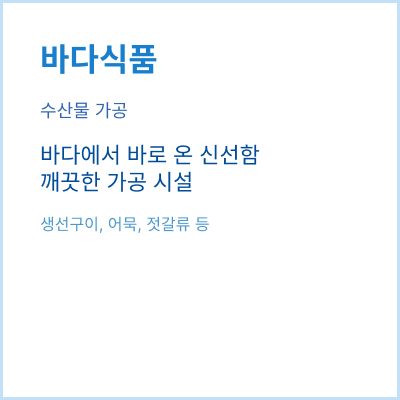 바다식품
수산물 가공
바다에서 바로 온 신선함
깨끗한 가공 시설
생선구이, 어묵, 젓갈류 등